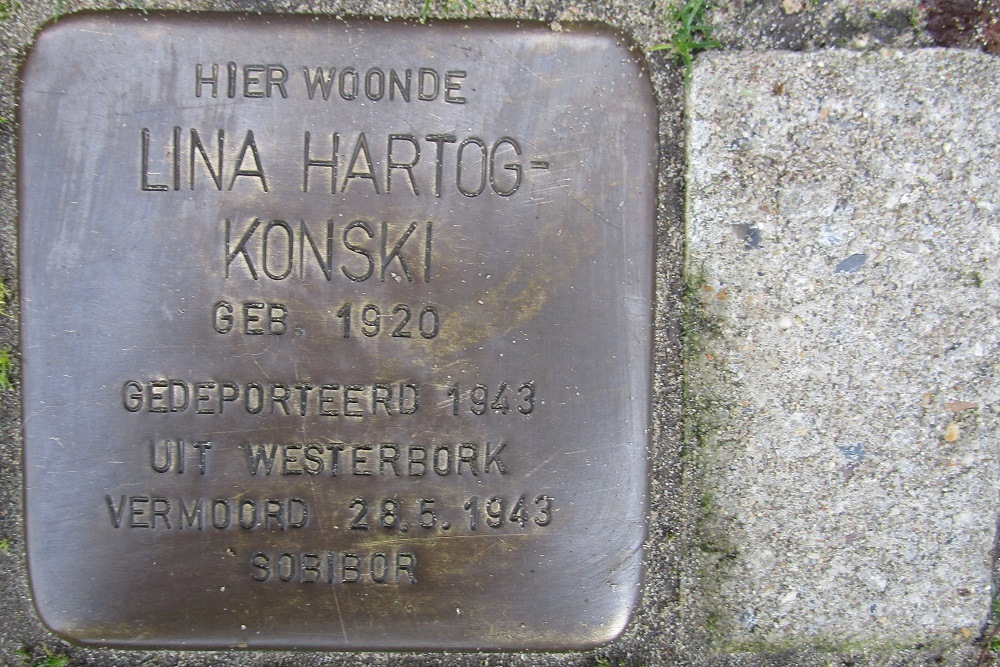 HIER WOONDE
LINA HARTOG-
KONSKI
GEB. 1920
GEDEPORTEERD 1943
UIT WESTERBORK
VERMOORD 28.5.1943
SOBIBOR